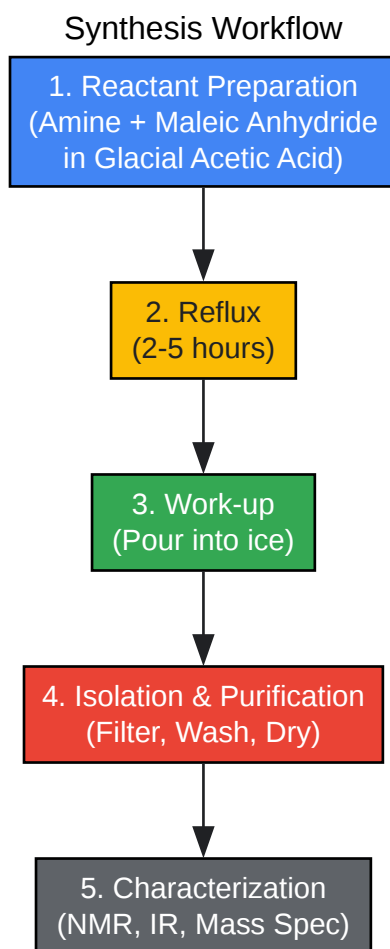 Synthesis Workflow
1. Reactant Preparation
(Amine + Maleic Anhydride
in Glacial Acetic Acid)
2. Reflux
(2-5 hours)
3. Work-up
(Pour into ice)
4. Isolation & Purification
(Filter, Wash, Dry)
5. Characterization
(NMR, IR, Mass Spec)